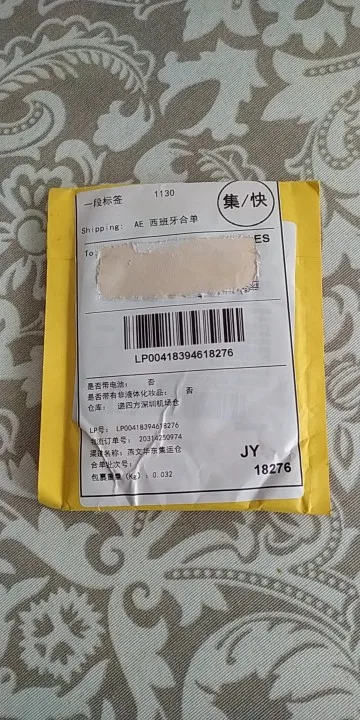 一段标签 1130 集/快
Shipping: AE 西班牙合单
To ES
LP00418394618276
是否带电池: 否
是否带有非液体化妆品: 否
仓库: 递四方深圳机场仓
LP号: LP00418394618276
物流订单号: 20314250974
渠道名称: 燕文华东集运仓 JY
合单业次号: 18276
包裹重量(Kg): 0.032